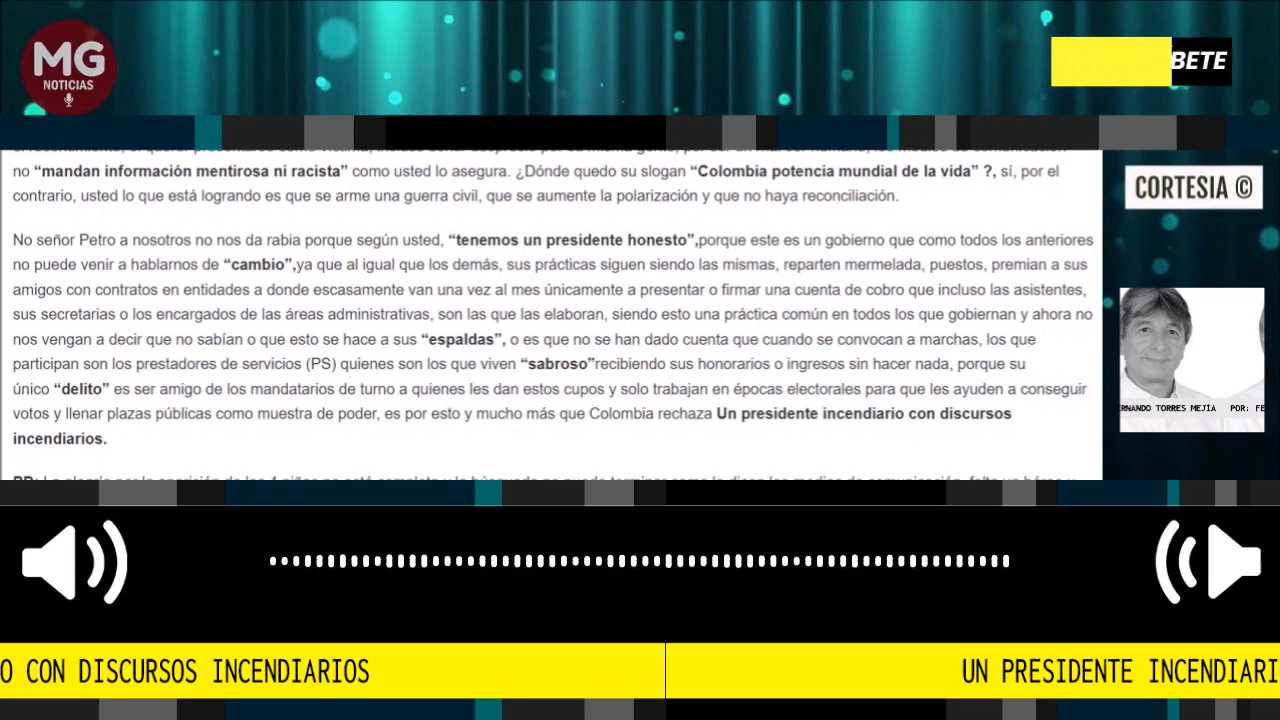 MG
NOTICIAS
BETE
no “mandan información mentirosa ni racista” como usted lo asegura. ¿Dónde quedo su slogan “Colombia potencia mundial de la vida” ?, sí, por el
contrario, usted lo que está logrando es que se arme una guerra civil, que se aumente la polarización y que no haya reconciliación.
No señor Petro a nosotros no nos da rabia porque según usted, “tenemos un presidente honesto”,porque este es un gobierno que como todos los anteriores
no puede venir a hablarnos de “cambio”,ya que al igual que los demás, sus prácticas siguen siendo las mismas, reparten mermelada, puestos, premian a sus
amigos con contratos en entidades a donde escasamente van una vez al mes únicamente a presentar o firmar una cuenta de cobro que incluso las asistentes,
sus secretarias o los encargados de las áreas administrativas, son las que las elaboran, siendo esto una práctica común en todos los que gobiernan y ahora no
nos vengan a decir que no sabían o que esto se hace a sus “espaldas”, o es que no se han dado cuenta que cuando se convocan a marchas, los que
participan son los prestadores de servicios (PS) quienes son los que viven “sabroso”recibiendo sus honorarios o ingresos sin hacer nada, porque su
único “delito” es ser amigo de los mandatarios de turno a quienes les dan estos cupos y solo trabajan en épocas electorales para que les ayuden a conseguir
votos y llenar plazas públicas como muestra de poder, es por esto y mucho más que Colombia rechaza Un presidente incendiario con discursos
incendiarios.
CORTESIA ©
ERNANDO TORRES MEJÍA POR: FE
O CON DISCURSOS INCENDIARIOS
UN PRESIDENTE INCENDIARI